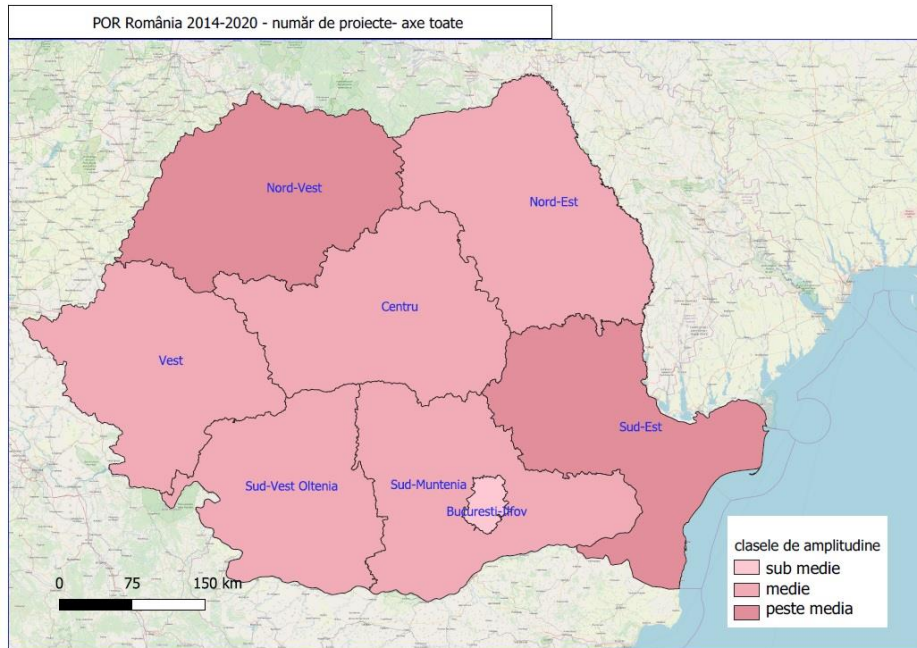 POR România 2014-2020 - număr de proiecte- axe toate
Nord-Vest
Nord-Est
Centru
Vest
Sud-Est
Sud-Vest Oltenia
Sud-Muntenia
Bucuresti-Ilfov
clasele de amplitudine
sub medie
medie
peste media
0 75 150 km